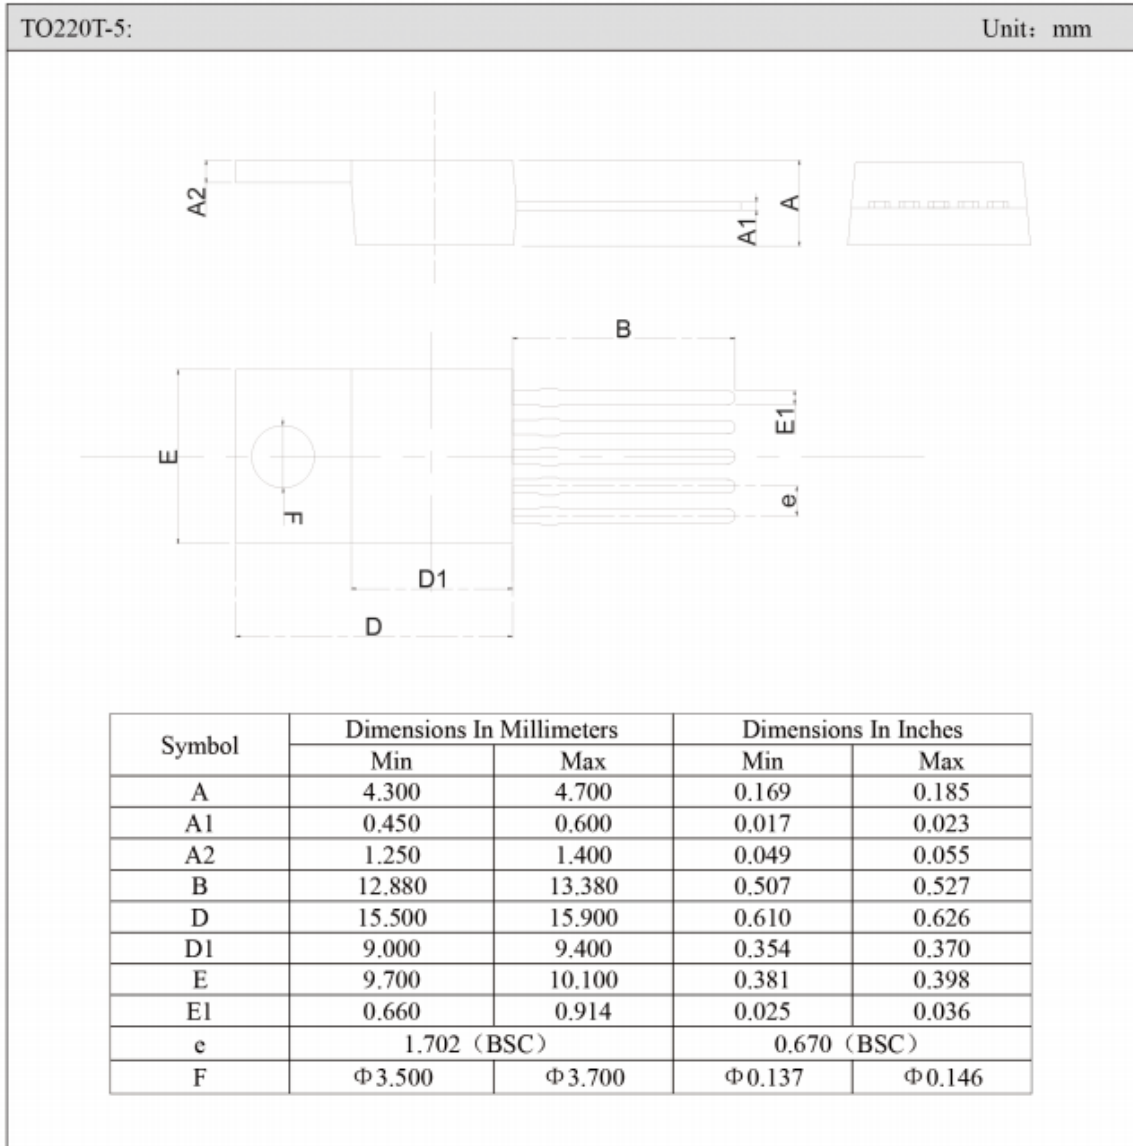 TO220T-5: Unit: mm
A2
A1
A
B
E
F
E1
e
D1
D
Symbol Dimensions In Millimeters Dimensions In Inches
Min Max Min Max
A 4.300 4.700 0.169 0.185
A1 0.450 0.600 0.017 0.023
A2 1.250 1.400 0.049 0.055
B 12.880 13.380 0.507 0.527
D 15.500 15.900 0.610 0.626
D1 9.000 9.400 0.354 0.370
E 9.700 10.100 0.381 0.398
E1 0.660 0.914 0.025 0.036
e 1.702（BSC） 0.670（BSC）
F Φ3.500 Φ3.700 Φ0.137 Φ0.146